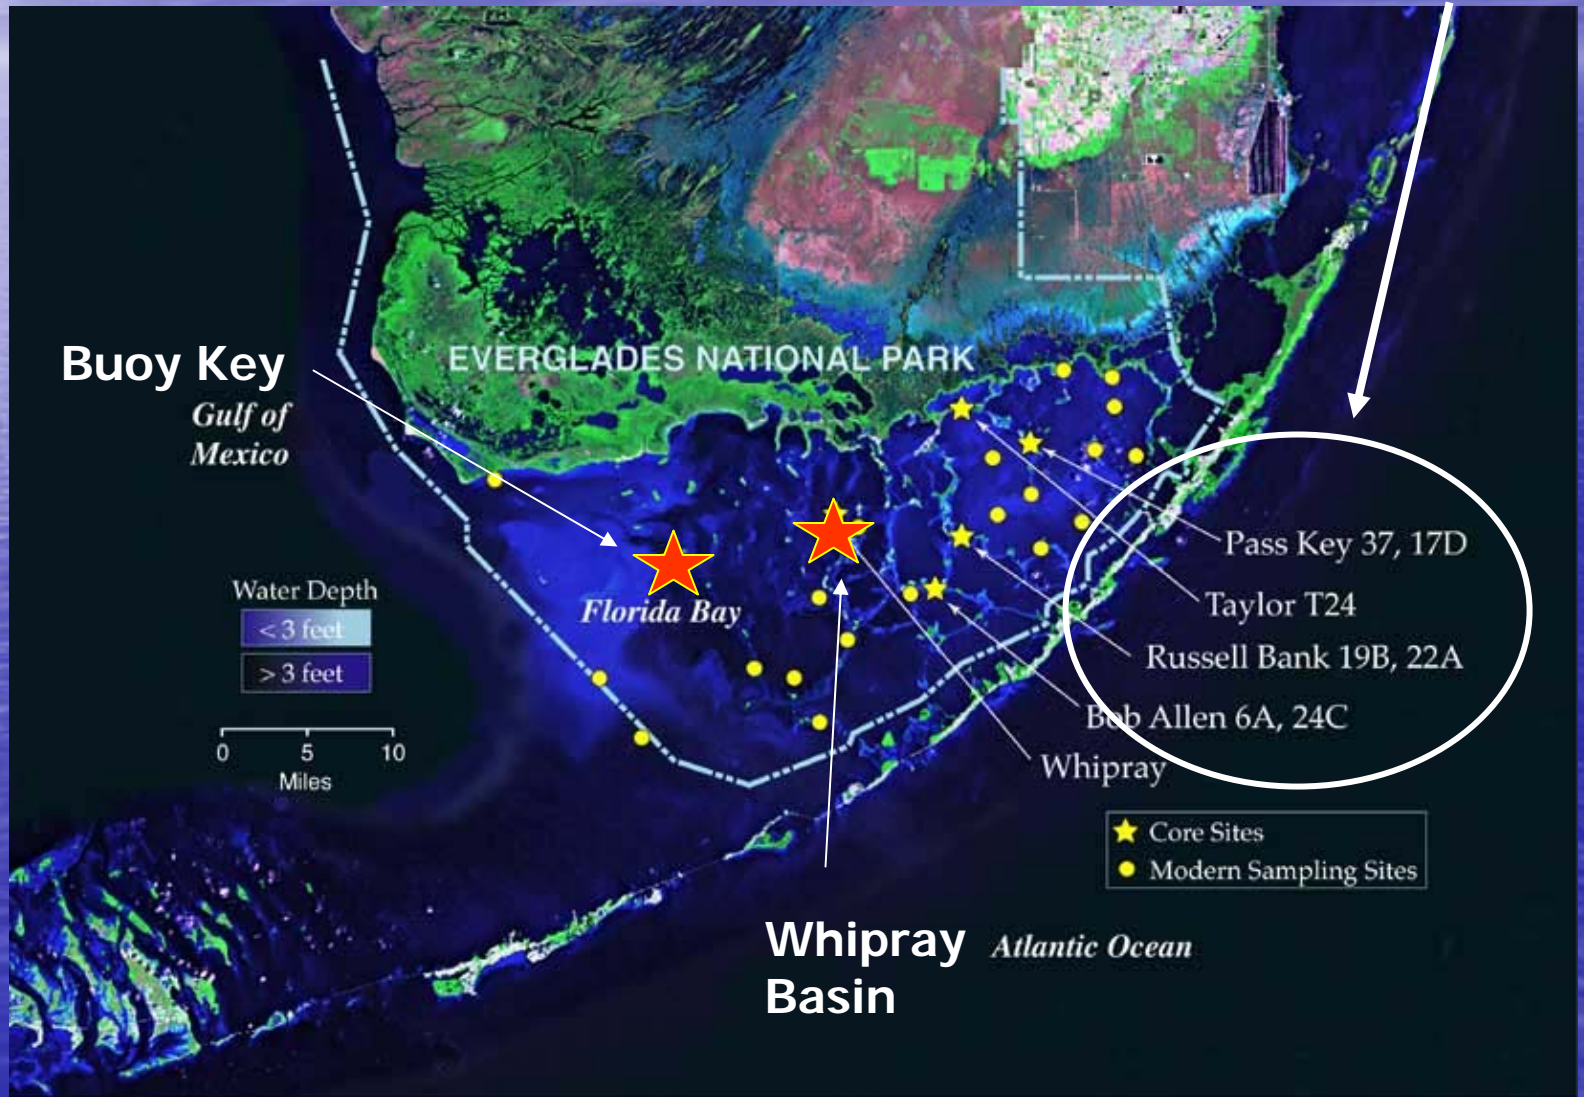 EVERGLADES NATIONAL PARK
Buoy Key
Gulf of
Mexico
Pass Key 37, 17D
Water Depth
< 3 feet
> 3 feet
Florida Bay
Taylor T24
Russell Bank 19B, 22A
Bob Allen 6A, 24C
Whipray
0 5 10
Miles
Core Sites
Modern Sampling Sites
Whipray
Basin
Atlantic Ocean